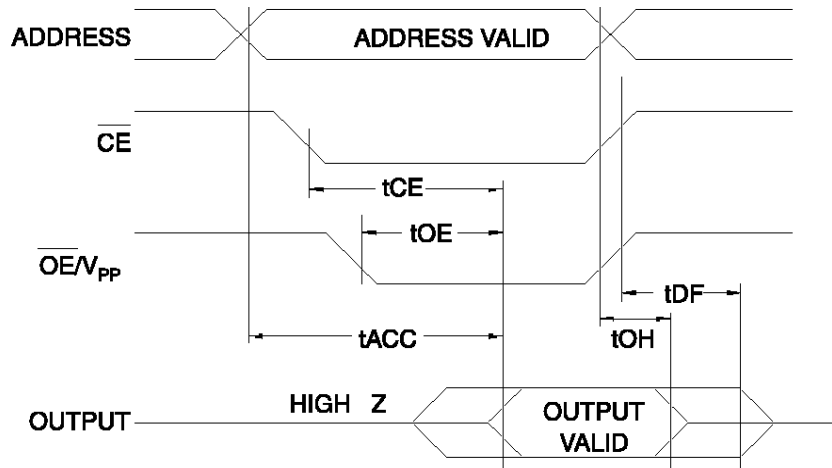 ADDRESS
ADDRESS VALID
CE
tCE
tOE
OE/VPP
tDF
tACC
tOH
HIGH Z
OUTPUT
OUTPUT
VALID